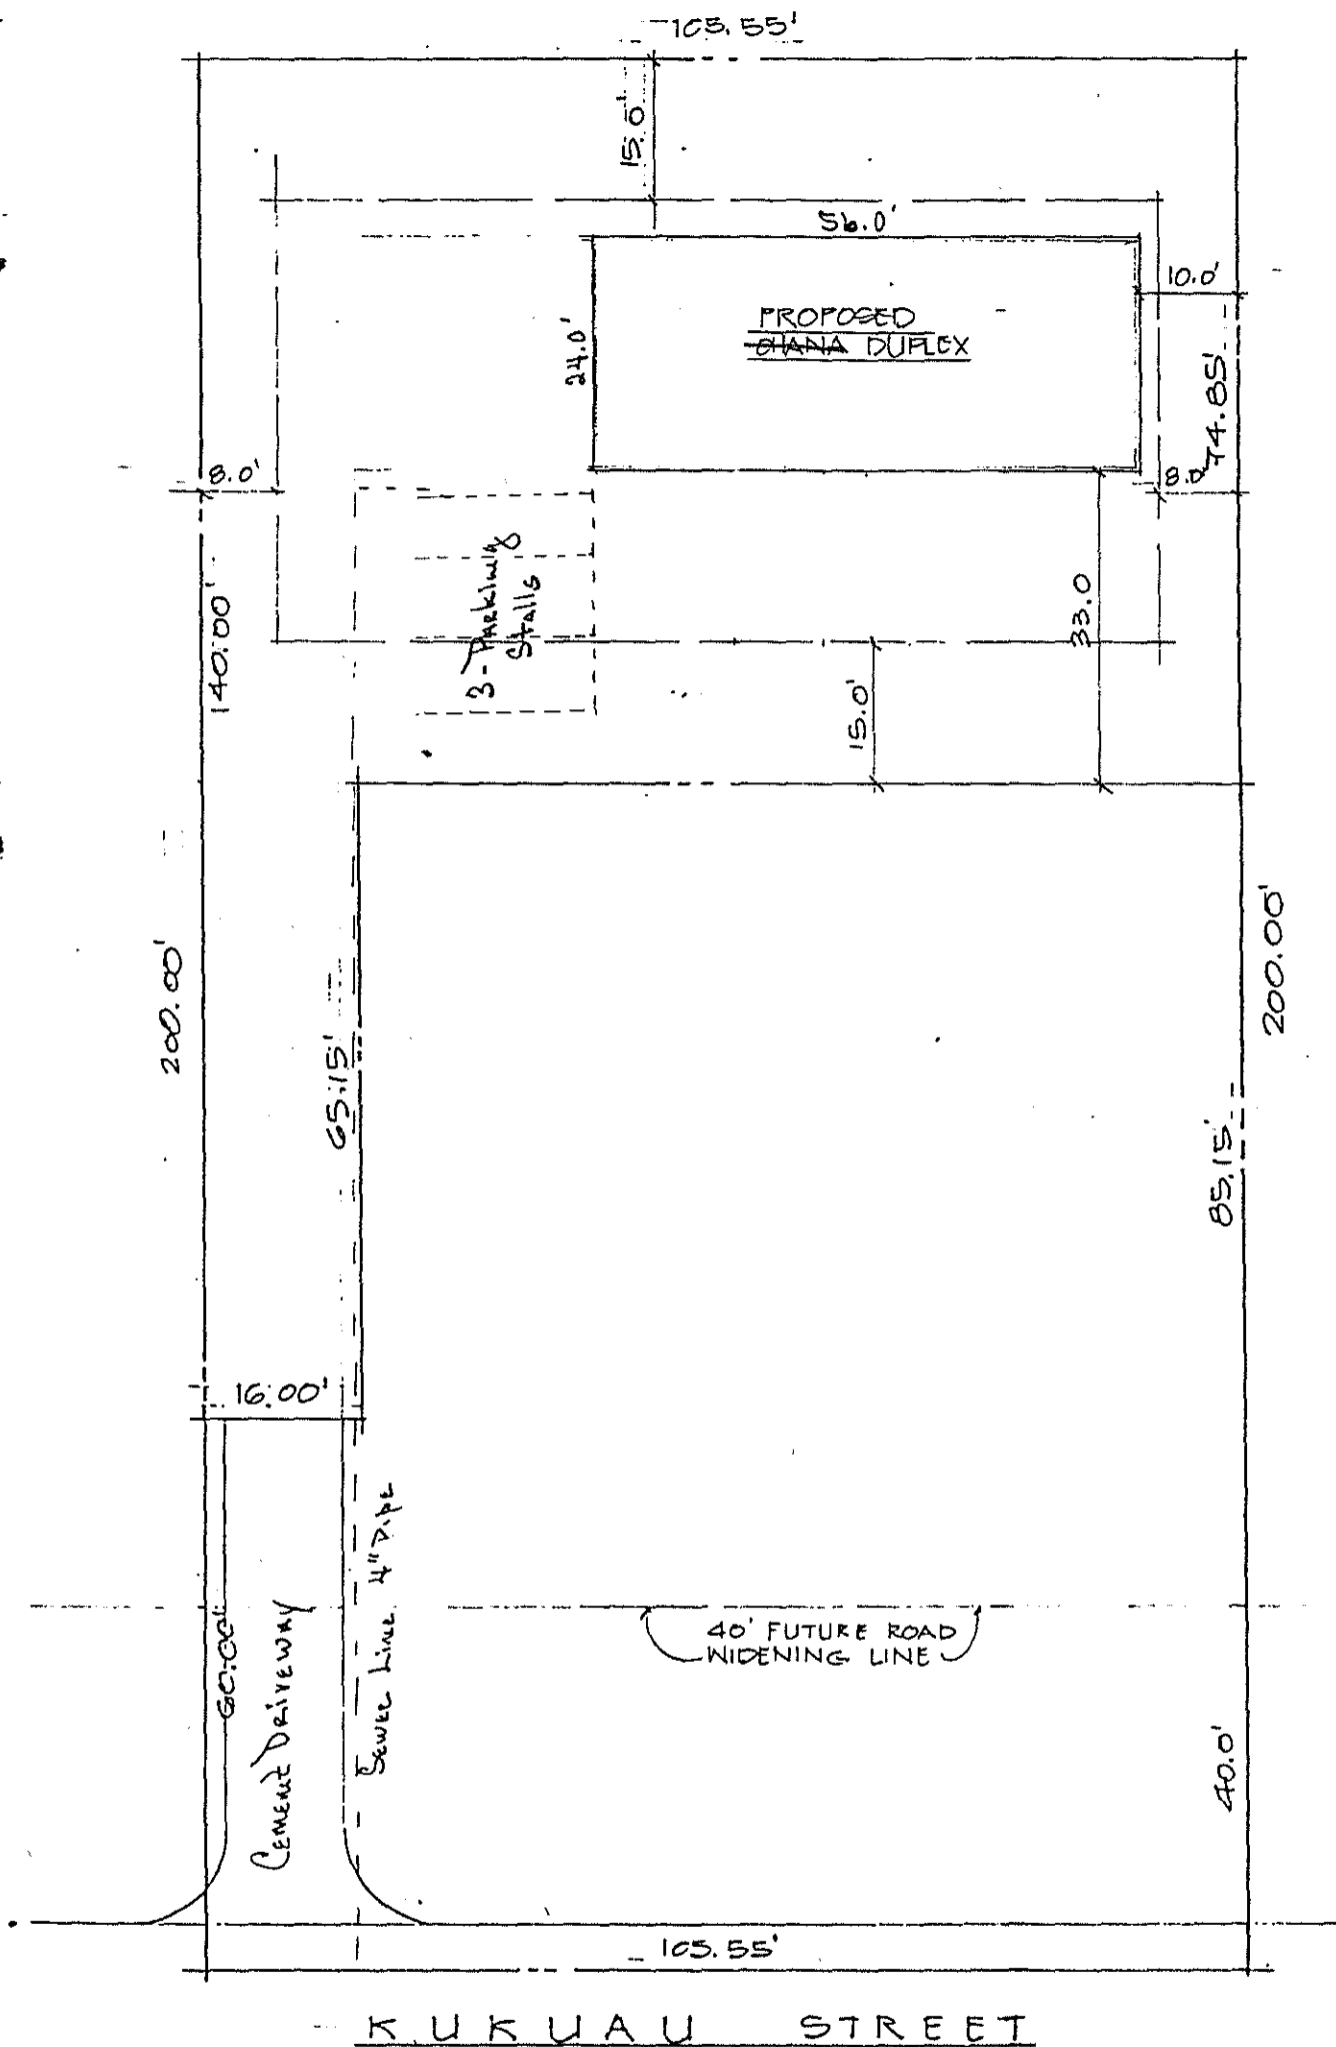 105.55'
15.0'
56.0'
10.0'
PROPOSED
OHANA DUPLEX
24.0'
74.85'
8.0'
8.0'
3-Parking
Stalls
140.00'
33.0
15.0'
200.00'
200.00'
65.15'
85.15'
16.00'
Sewer Line 4" Pipe
40' FUTURE ROAD
WIDENING LINE
60.00'
Cement Driveway
40.0'
105.55'
KUKUAU STREET